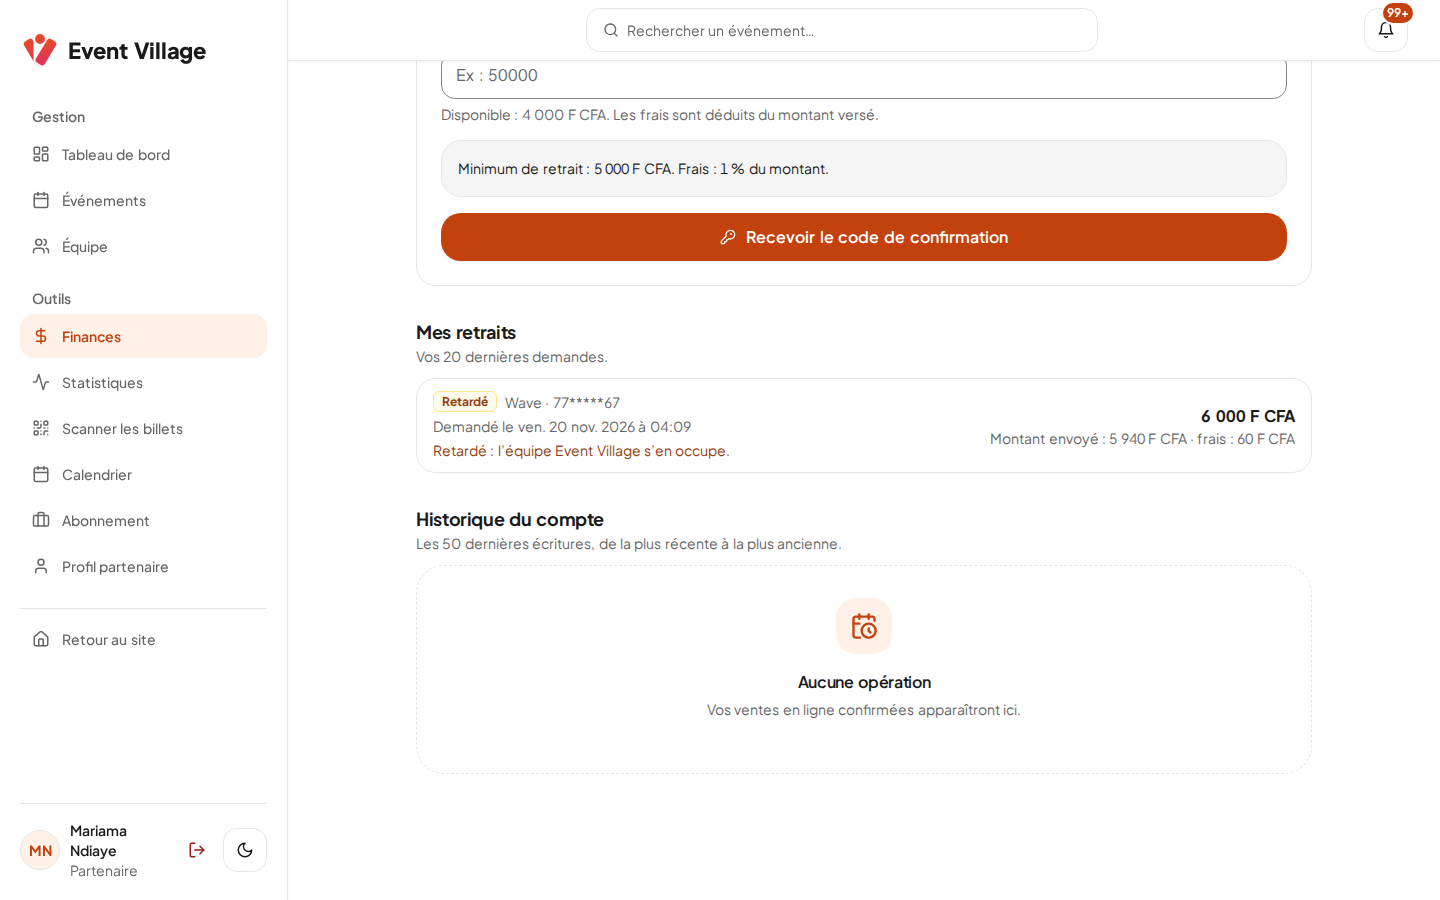 Event Village
Rechercher un événement...
99+
Gestion
Tableau de bord
Événements
Équipe
Outils
Finances
Statistiques
Scanner les billets
Calendrier
Abonnement
Profil partenaire
Retour au site
MN
Mariama
Ndiaye
Partenaire
Ex : 50000
Disponible : 4 000 F CFA. Les frais sont déduits du montant versé.
Minimum de retrait : 5 000 F CFA. Frais : 1 % du montant.
Recevoir le code de confirmation
Mes retraits
Vos 20 dernières demandes.
Retardé Wave · 77*****67
Demandé le ven. 20 nov. 2026 à 04:09
Retardé : l'équipe Event Village s'en occupe.
6 000 F CFA
Montant envoyé : 5 940 F CFA · frais : 60 F CFA
Historique du compte
Les 50 dernières écritures, de la plus récente à la plus ancienne.
Aucune opération
Vos ventes en ligne confirmées apparaîtront ici.